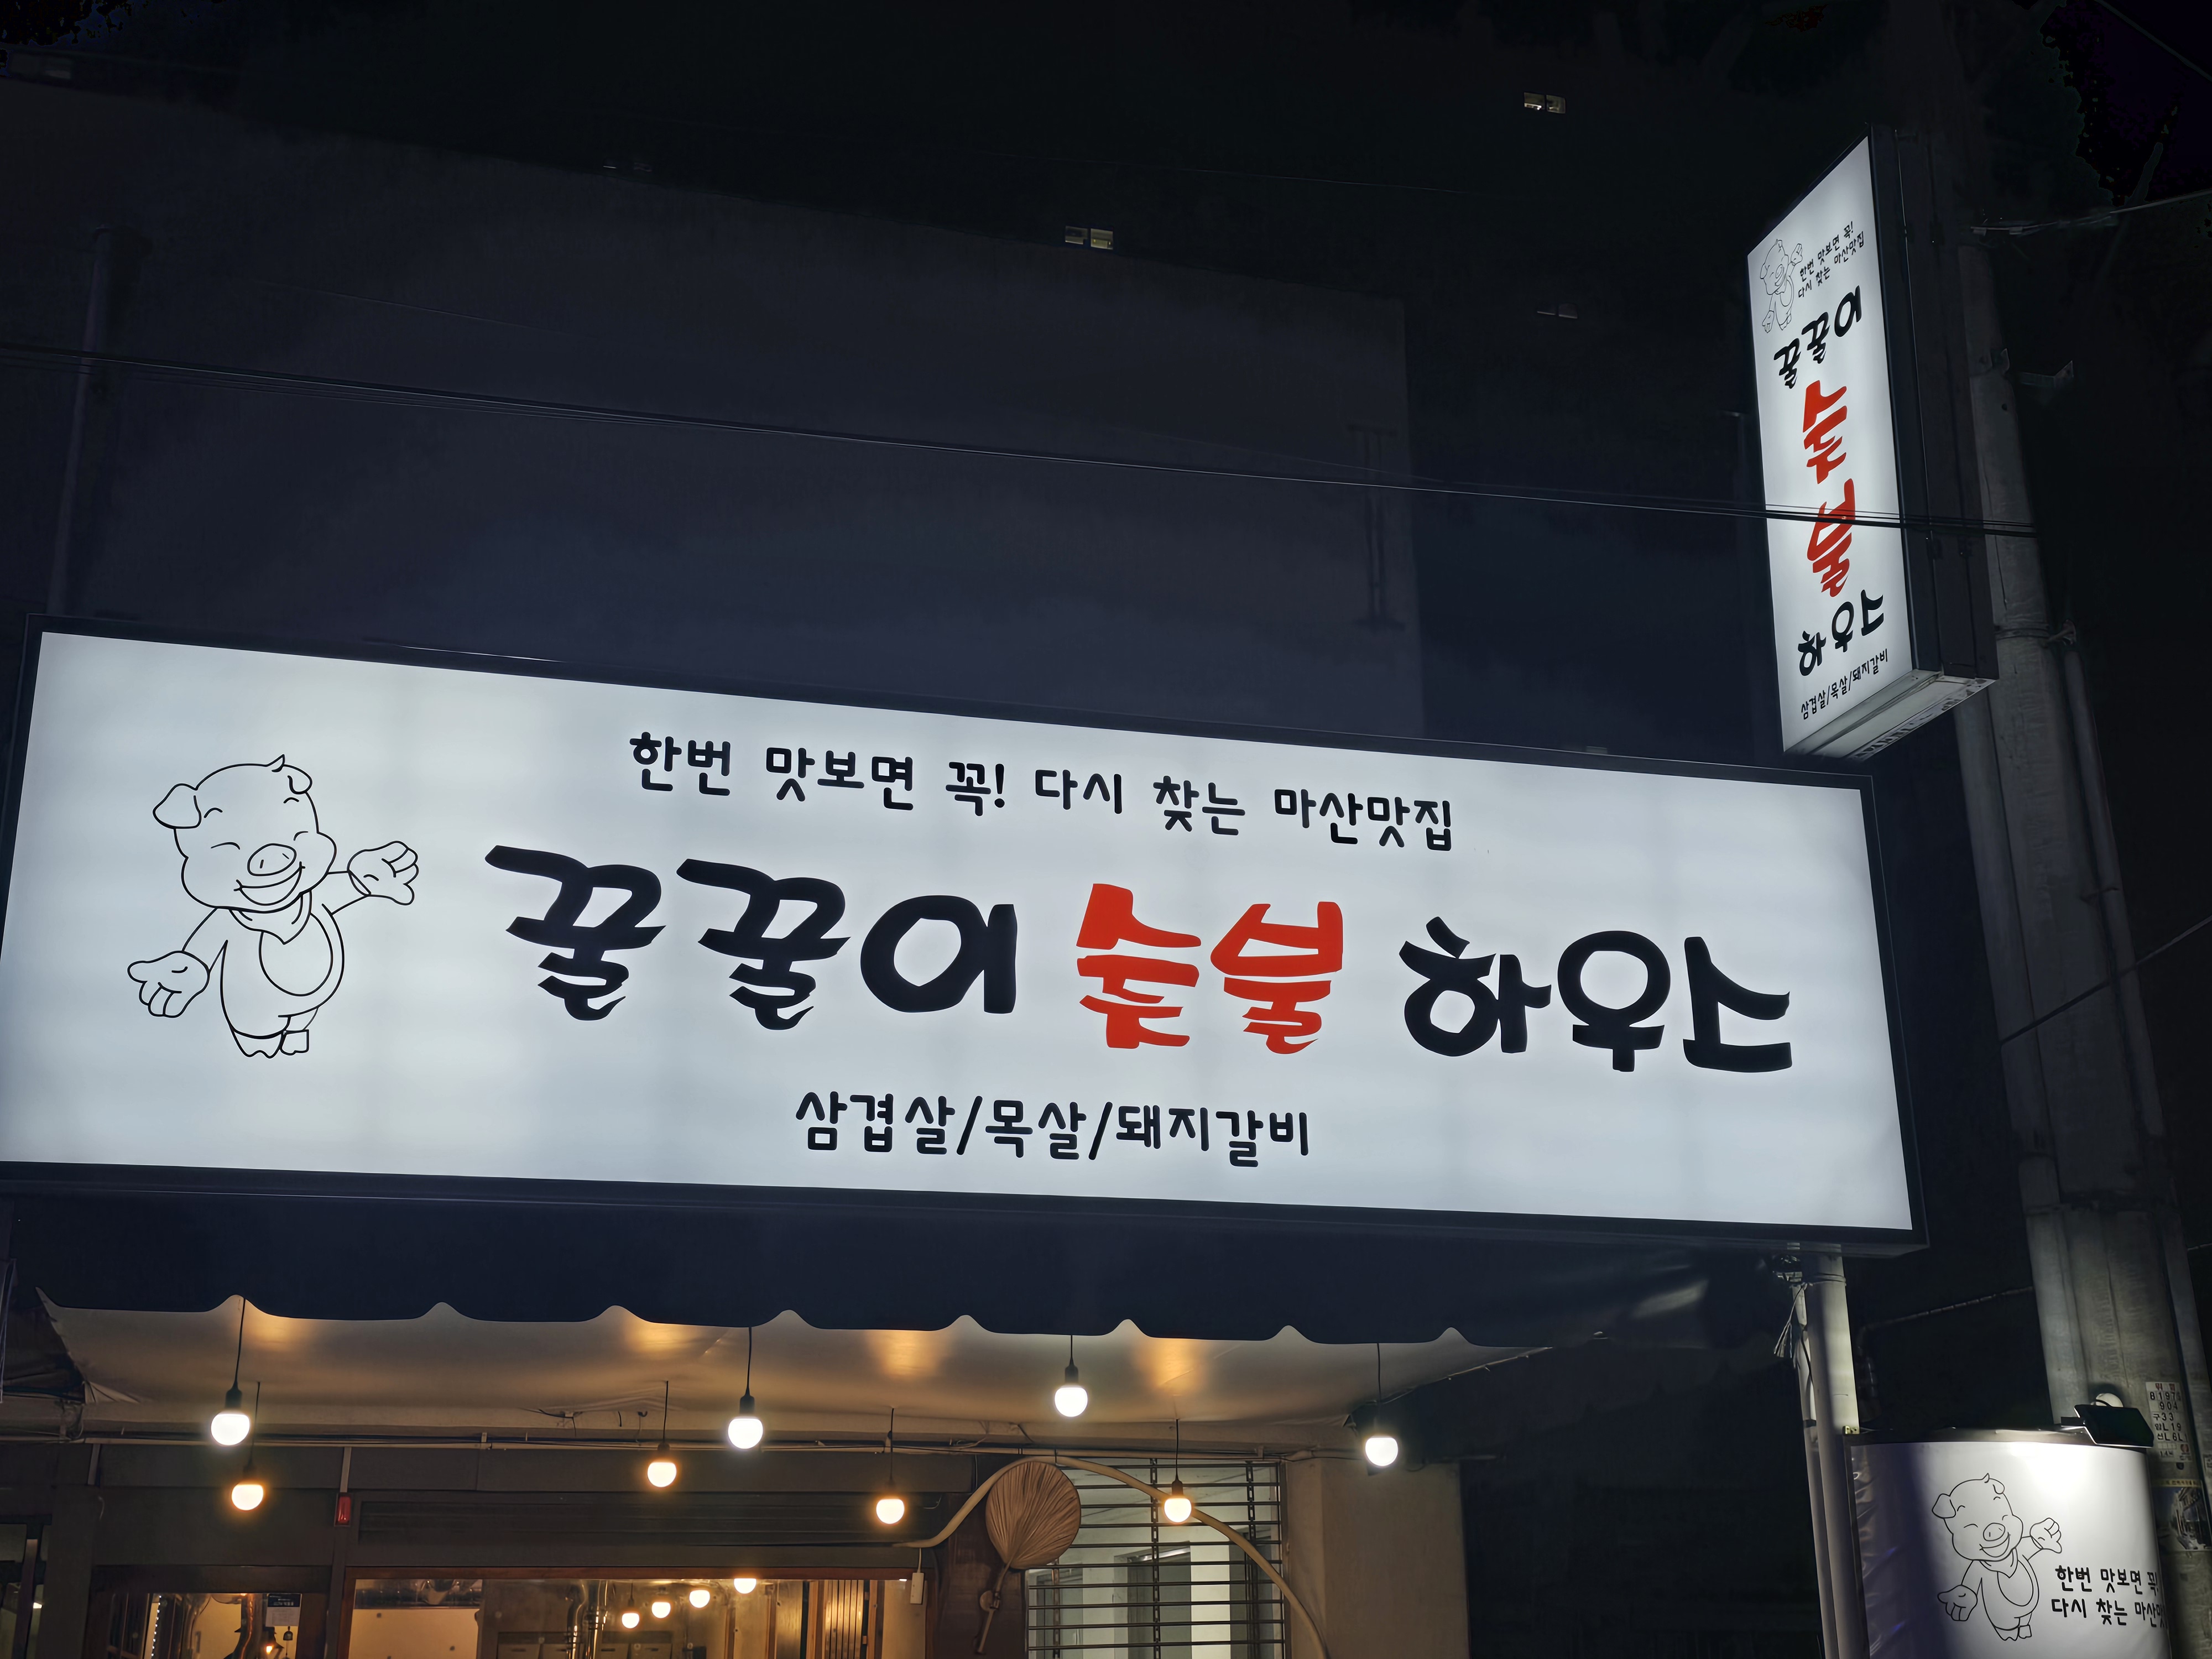 한번 맛보면 꼭! 다시 찾는 마산맛집
꿀꿀이 숯불 하우스
삼겹살/목살/돼지갈비
한번 맛보면 꼭!
다시 찾는 마산맛집
꿀꿀이
숯
불
하우스
삼겹살/목살/돼지갈비
한번 맛보면
다시 찾는